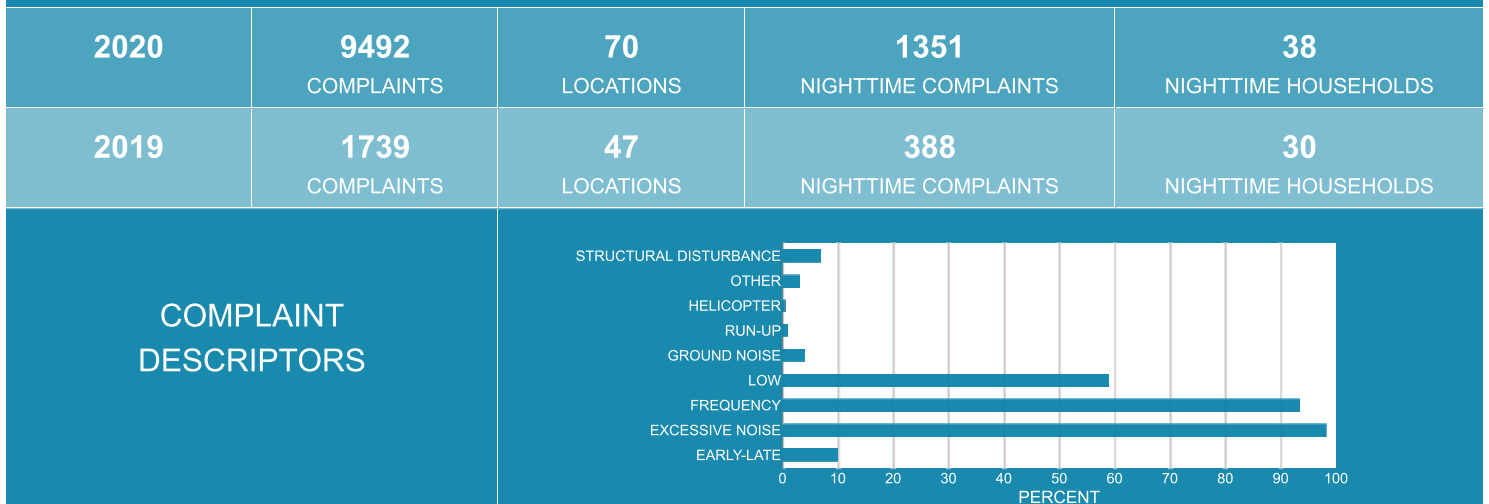 2020
9492
COMPLAINTS
70
LOCATIONS
1351
NIGHTTIME COMPLAINTS
38
NIGHTTIME HOUSEHOLDS
2019
1739
COMPLAINTS
47
LOCATIONS
388
NIGHTTIME COMPLAINTS
30
NIGHTTIME HOUSEHOLDS
COMPLAINT
DESCRIPTORS
STRUCTURAL DISTURBANCE
OTHER
HELICOPTER
RUN-UP
GROUND NOISE
LOW
FREQUENCY
EXCESSIVE NOISE
EARLY-LATE
0 10 20 30 40 50 60 70 80 90 100
PERCENT